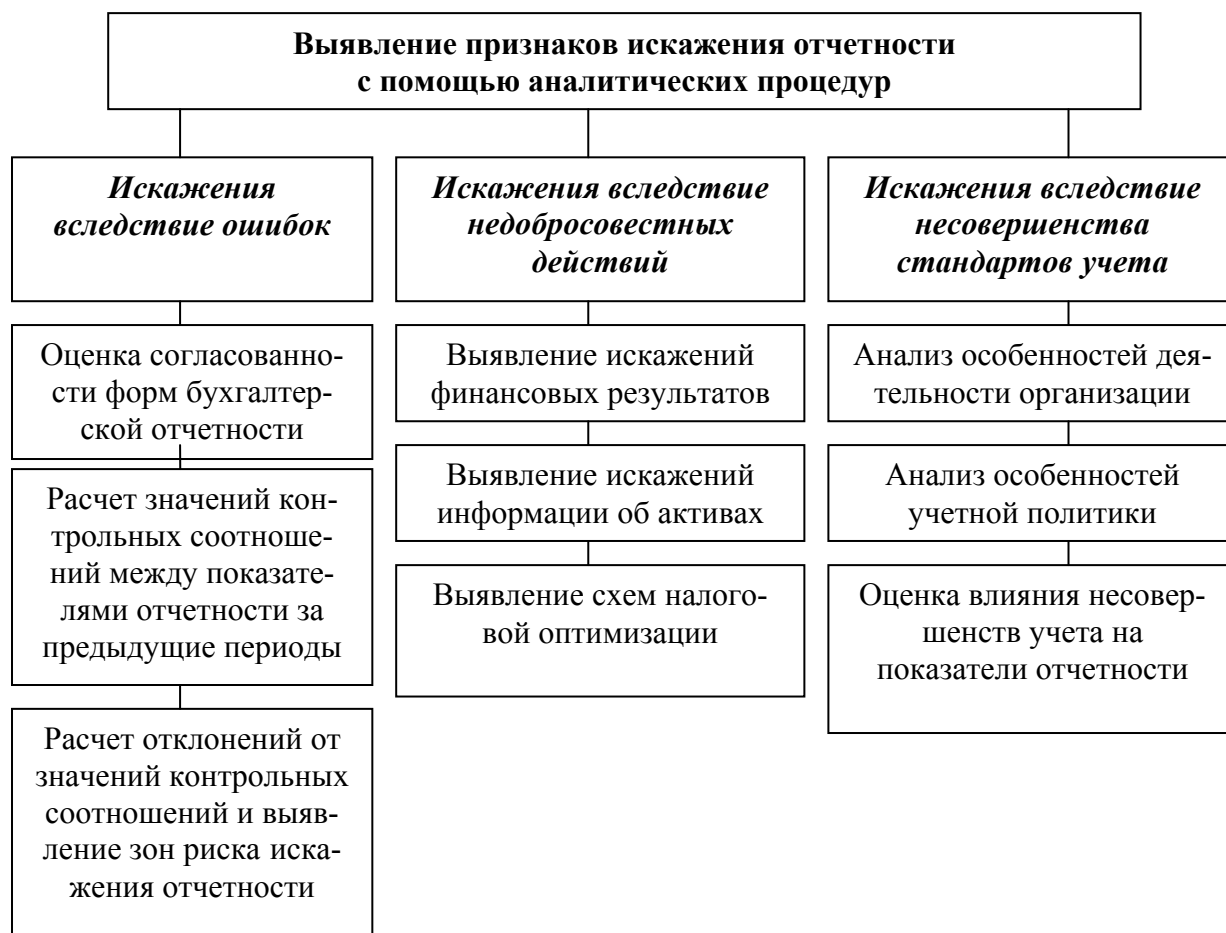 Выявление признаков искажения отчетности
с помощью аналитических процедур
Искажения
вследствие ошибок
Оценка согласованно-
сти форм бухгалтер-
ской отчетности
Расчет значений кон-
трольных соотноше-
ний между показате-
лями отчетности за
предыдущие периоды
Расчет отклонений от
значений контрольных
соотношений и выяв-
ление зон риска иска-
жения отчетности
Искажения вследствие
недобросовестных
действий
Выявление искажений
финансовых результатов
Выявление искажений
информации об активах
Выявление схем налого-
вой оптимизации
Искажения вследствие
несовершенства
стандартов учета
Анализ особенностей дея-
тельности организации
Анализ особенностей
учетной политики
Оценка влияния несовер-
шенств учета на
показатели отчетности